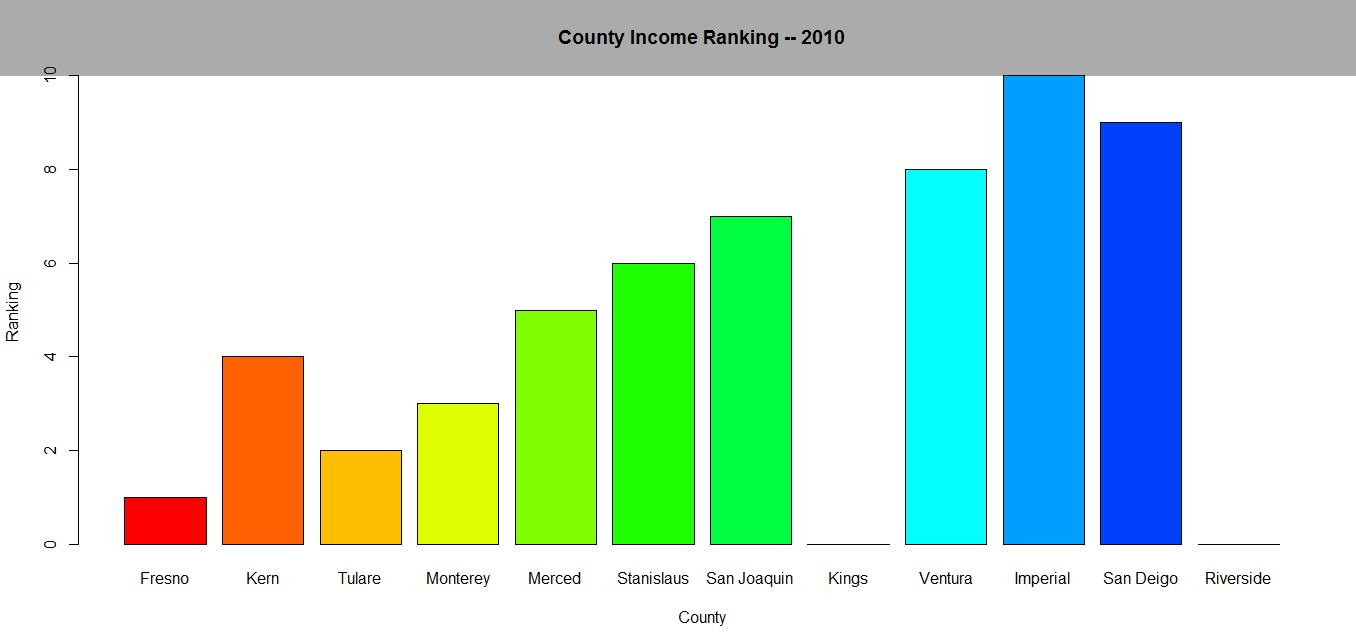 County Income Ranking -- 2010
10
8
6
4
2
0
Ranking
Fresno Kern Tulare Monterey Merced Stanislaus San Joaquin Kings Ventura Imperial San Deigo Riverside
County